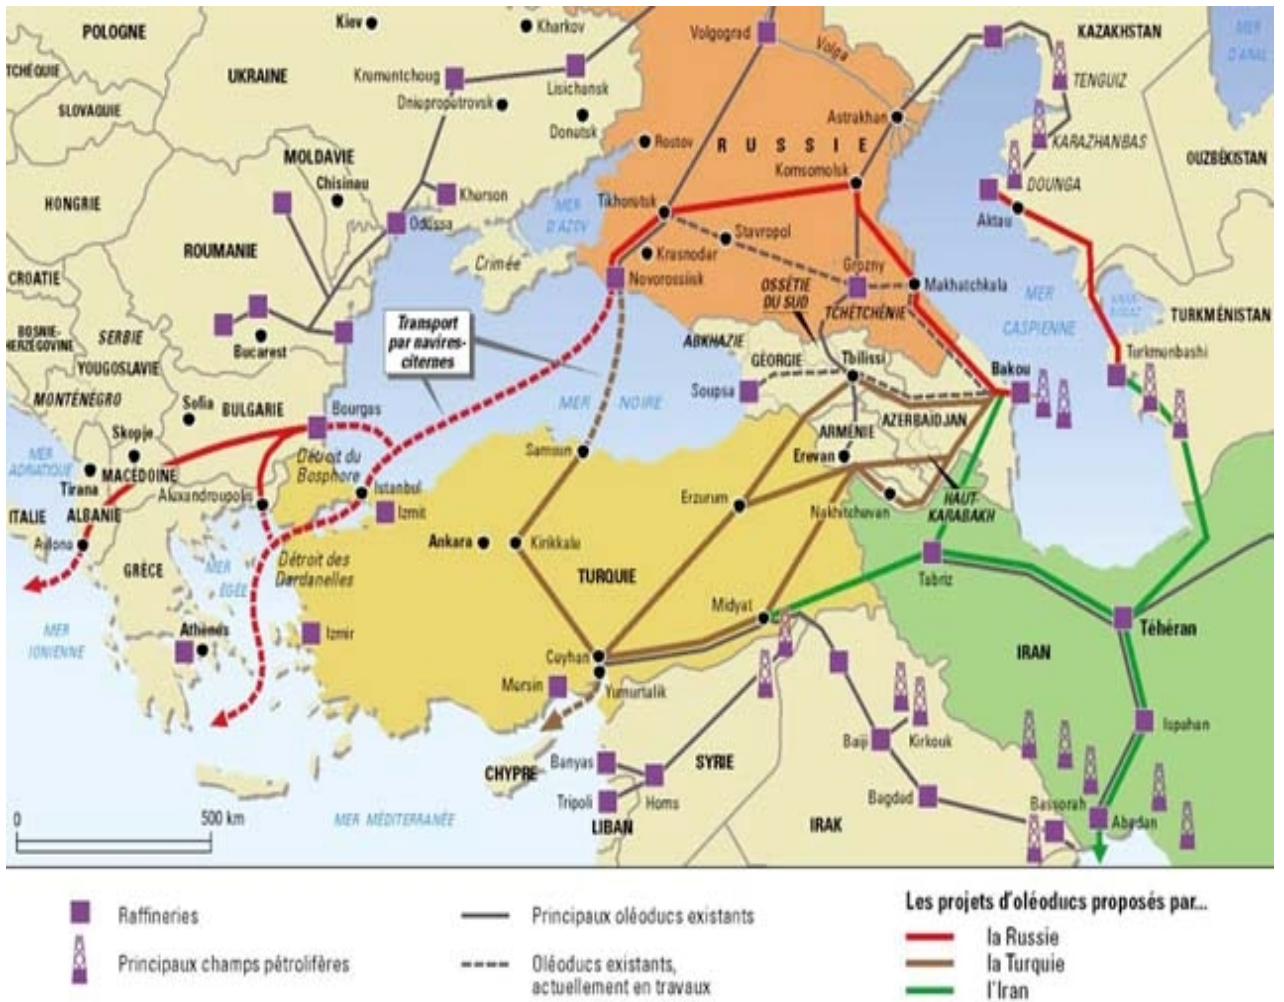 POLOGNE
Kiev
Kharkov
Volgograd
Volga
KAZAKHSTAN
MER
D'ARAL
TCHÉQUIE
UKRAINE
Krementchoug
Lisichansk
TENGUIZ
SLOVAQUIE
Dniepropetrovsk
Donetsk
Astrakhan
Rostov
RUSSIE
KARAZHANBAS
OUZBÉKISTAN
MOLDAVIE
Chisinau
Komsomolsk
DOUNGA
HONGRIE
Kherson
MER
D'AZOV
Tikhoretsk
Aktau
Odessa
Stavropol
ROUMANIE
Crimée
Krasnodar
Grozny
CROATIE
Novorossiisk
OSSÉTIE
DU SUD
Makhatchkala
MER
CASPIENNE
TURKMÉNISTAN
Transport
par navires-
citernes
TCHÉTCHÉNIE
BOSNIE-
HERZÉGOVINE
SERBIE
Bucarest
ABKHAZIE
GÉORGIE
Tbilissi
Bakou
Turkmenbashi
YOUGOSLAVIE
MONTÉNÉGRO
Sofia
BULGARIE
Bourgas
MER NOIRE
Soupsa
AZERBAÏDJAN
Skopje
ARMÉNIE
MER
ADRIATIQUE
MACÉDOINE
Détroit du
Bosphore
Samsun
Erevan
Tirana
Alexandroupolis
Istanbul
Erzurum
Nakhitchevan
HAUT
KARABAKH
ITALIE
ALBANIE
Izmit
Avlona
Ankara
Kirikkale
GRÈCE
MER
ÉGÉE
Détroit des
Dardanelles
TURQUIE
Tabriz
Midyat
MER
IONIENNE
Athènes
Izmir
Téhéran
Ceyhan
IRAN
Mersin
Yumurtalik
Ispahan
CHYPRE
Banyas
SYRIE
Baiji
Kirkouk
Tripoli
Homs
Bagdad
Bassorah
Abadan
0
500 km
MER MÉDITERRANÉE
LIBAN
IRAK
Raffineries
Principaux champs pétrolifères
Principaux oléoducs existants
Oléoducs existants,
actuellement en travaux
Les projets d'oléoducs proposés par...
la Russie
la Turquie
l'Iran